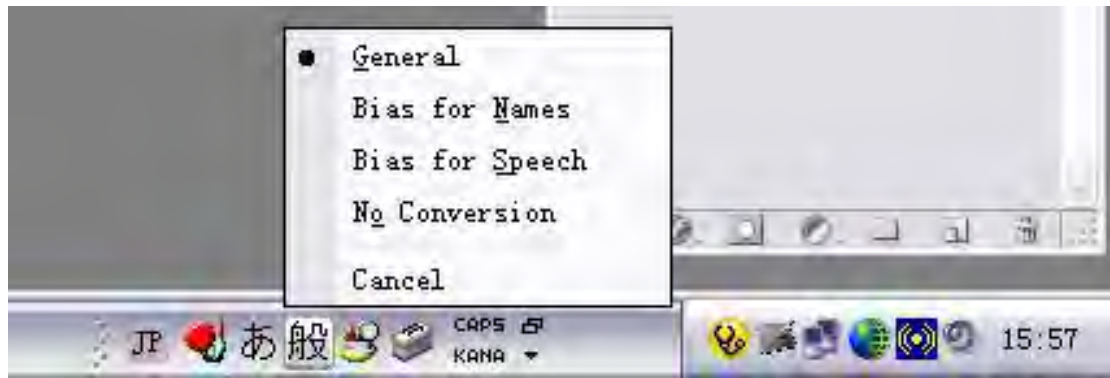 General
Bias for Names
Bias for Speech
No Conversion
Cancel
JP あ 般 CAPS
KANA
15:57